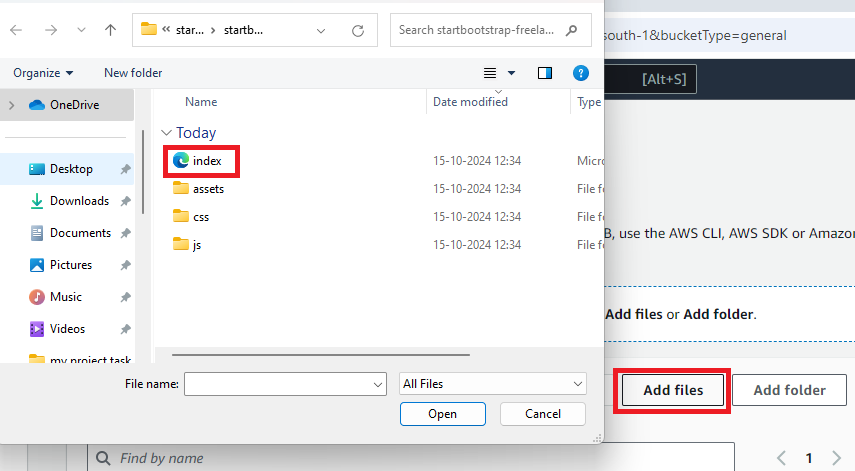 star... startb...
Search startbootstrap-freela...
south-1&bucketType=general
Organize New folder
[Alt+S]
OneDrive
Name Date modified Type
Today
index 15-10-2024 12:34 Micro
assets 15-10-2024 12:34 File fo
css 15-10-2024 12:34 File fo
js 15-10-2024 12:34 File fo
Desktop
Downloads
Documents
Pictures
Music
Videos
my project task
B, use the AWS CLI, AWS SDK or Amazon
Add files or Add folder.
File name: All Files
Open Cancel
Add files Add folder
Find by name
1